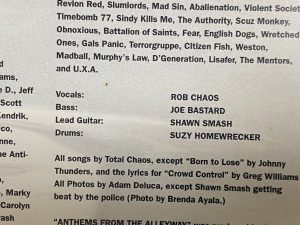 Revlon Red, Slumlords, Mad Sin, Abalienation, Violent Society
Timebomb 77, Sindy Kills Me, The Authority, Scuz Monkey,
Obnoxious, Battalion of Saints, Fear, English Dogs, Wretched
Ones, Gals Panic, Terrorgruppe, Citizen Fish, Weston,
Madball, Murphy's Law, D'Generation, Lisafer, The Mentors,
and U.X.A.
e D., Jeff
Scott
Kendrik,
The Anti-
, Marky
Carolyn
Vocals: ROB CHAOS
Bass: JOE BASTARD
Lead Guitar: SHAWN SMASH
Drums: SUZY HOMEWRECKER
All songs by Total Chaos, except "Born to Lose" by Johnny
Thunders, and the lyrics for "Crowd Control" by Greg Williams
All Photos by Adam Deluca, except Shawn Smash getting
beat by the police (Photo by Brenda Ayala.)
"ANTHEMS FROM THE ALLEYWAY"